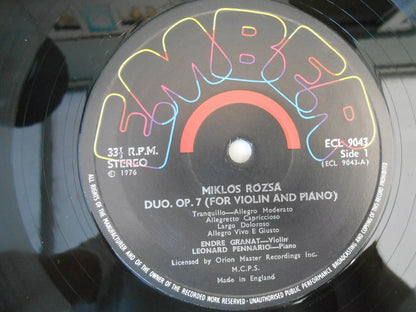 EMBER
33⅓ R.P.M.
STEREO
℗ 1976
ECL 9043
Side 1
(ECL 9043-A)
MIKLOS ROZSA
DUO. OP. 7 (FOR VIOLIN AND PIANO)
Tranquillo—Allegro Moderato
Allegretto Capriccioso
Largo Doloroso
Allegro Vivo E Giusto
ENDRE GRANAT—Violin
LEONARD PENNARIO—Piano
Licensed by Orion Master Recordings Inc.
M.C.P.S.
Made in England
ALL RIGHTS OF THE MANUFACTURER AND OF THE OWNER OF THE RECORDED WORK RESERVED · UNAUTHORISED PUBLIC PERFORMANCE BROADCASTING AND COPYING OF THIS RECORD PROHIBITED